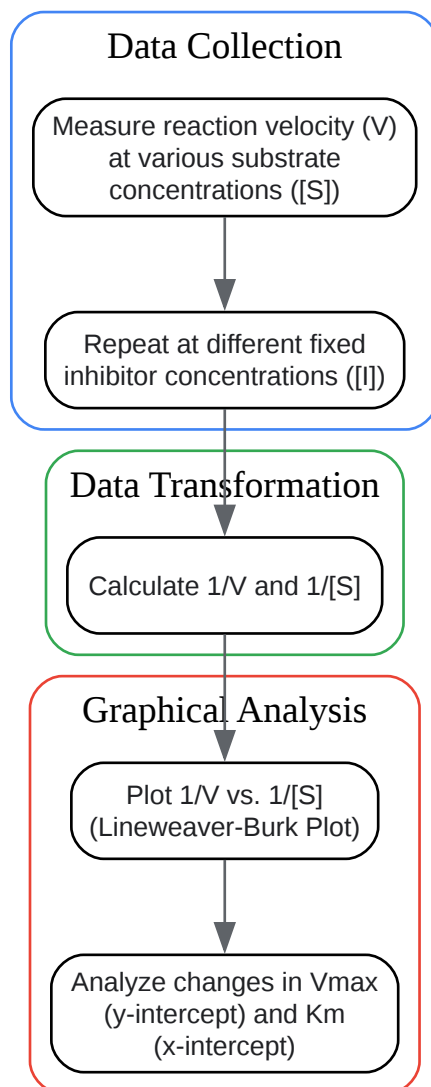 Data Collection
Measure reaction velocity (V)
at various substrate
concentrations ([S])
Repeat at different fixed
inhibitor concentrations ([I])
Data Transformation
Calculate 1/V and 1/[S]
Graphical Analysis
Plot 1/V vs. 1/[S]
(Lineweaver-Burk Plot)
Analyze changes in Vmax
(y-intercept) and Km
(x-intercept)